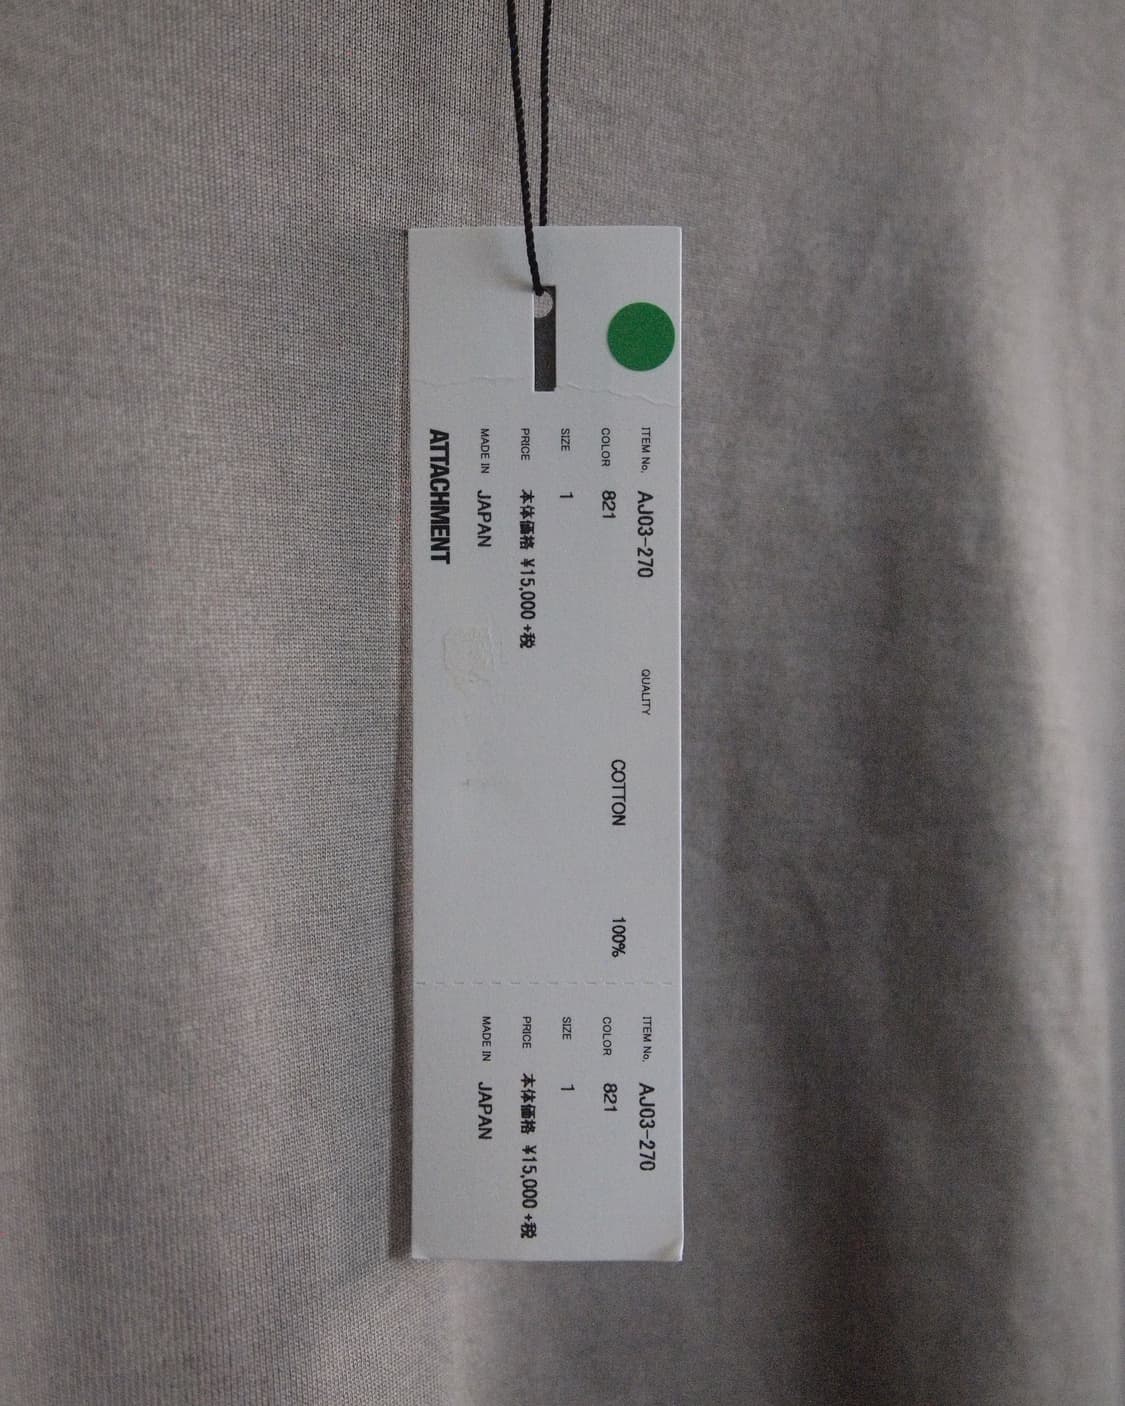 ITEM No. AJ03-270
COLOR 821
SIZE 1
PRICE 本体価格 ¥15,000+税
MADE IN JAPAN
ATTACHMENT
QUALITY
COTTON 100%
ITEM No. AJ03-270
COLOR 821
SIZE 1
PRICE 本体価格 ¥15,000+税
MADE IN JAPAN